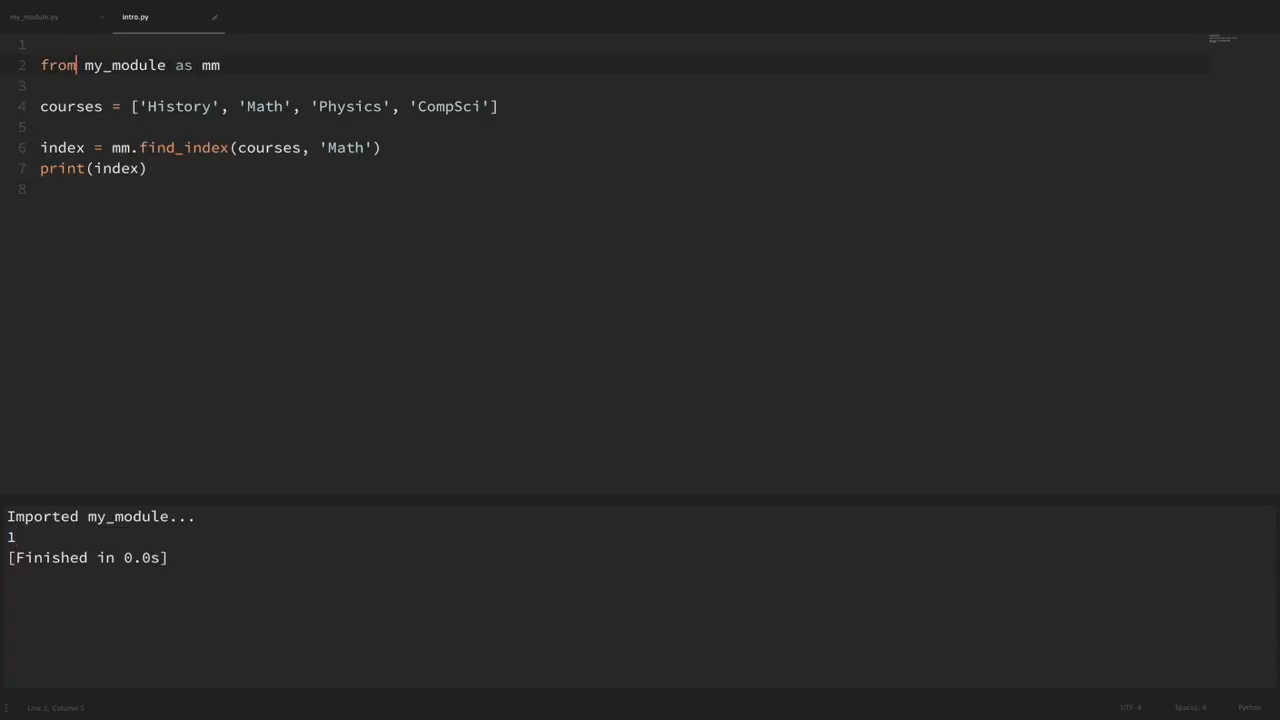 my_module.py × intro.py
1
2 from my_module as mm
3
4 courses = ['History', 'Math', 'Physics', 'CompSci']
5
6 index = mm.find_index(courses, 'Math')
7 print(index)
8
Imported my_module...
1
[Finished in 0.0s]
Line 2, Column 5 UTF-8 Spaces: 4 Python